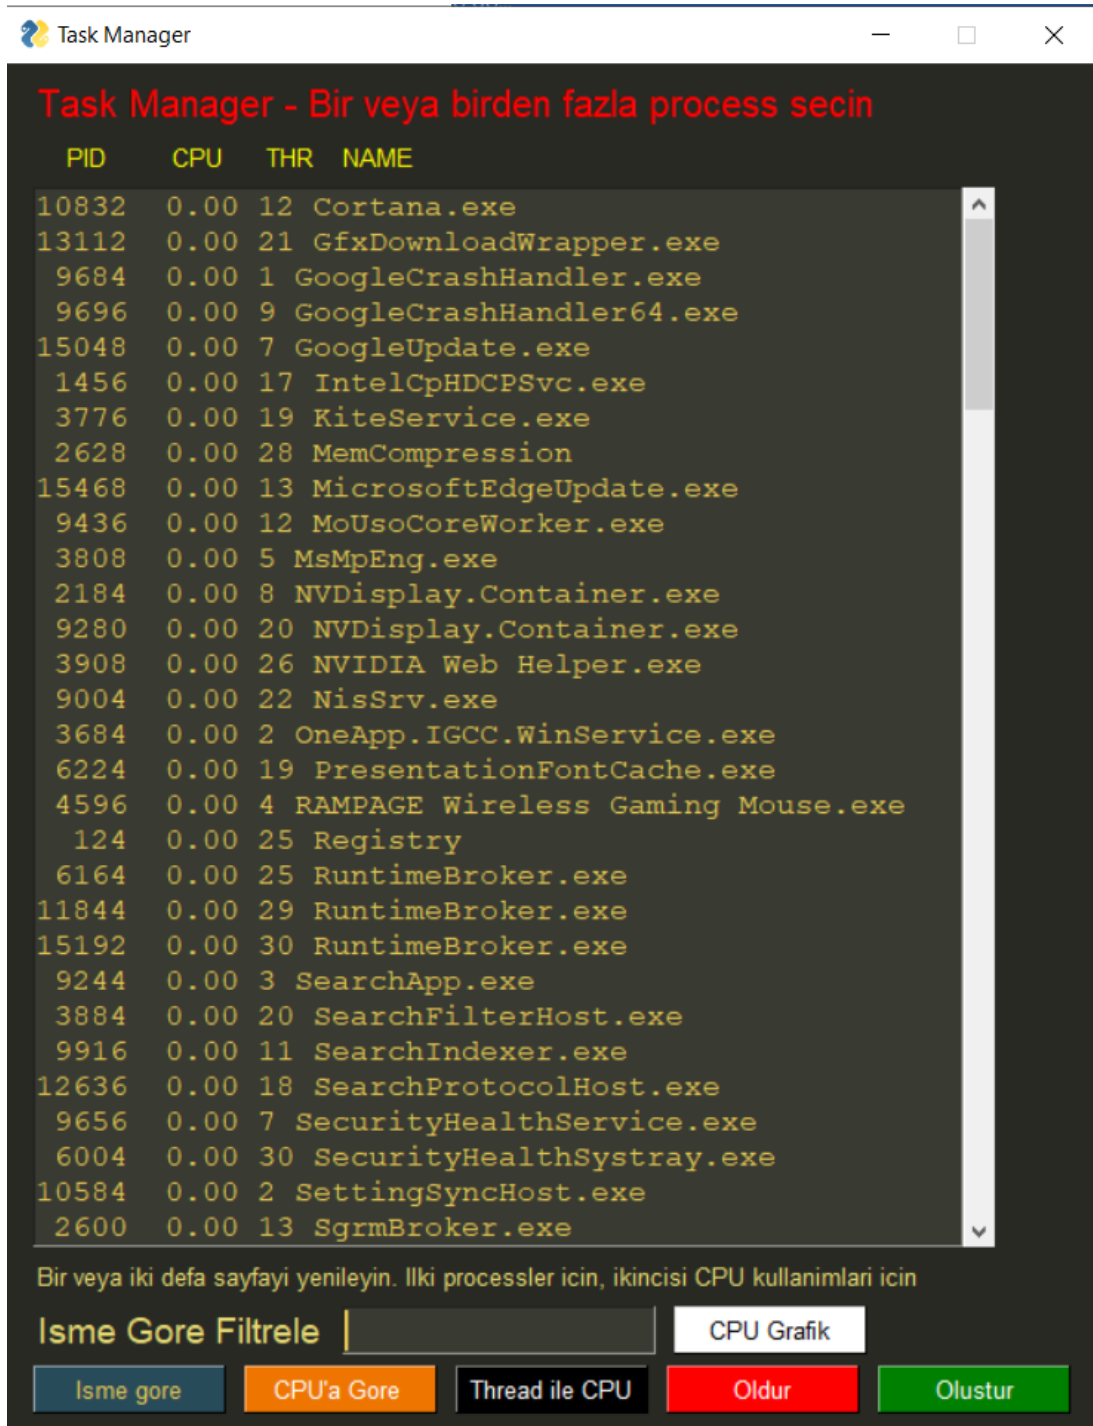 Task Manager
Task Manager - Bir veya birden fazla process secin
PID CPU THR NAME
10832 0.00 12 Cortana.exe
13112 0.00 21 GfxDownloadWrapper.exe
9684 0.00 1 GoogleCrashHandler.exe
9696 0.00 9 GoogleCrashHandler64.exe
15048 0.00 7 GoogleUpdate.exe
1456 0.00 17 IntelCpHDCPSvc.exe
3776 0.00 19 KiteService.exe
2628 0.00 28 MemCompression
15468 0.00 13 MicrosoftEdgeUpdate.exe
9436 0.00 12 MoUsoCoreWorker.exe
3808 0.00 5 MsMpEng.exe
2184 0.00 8 NVDisplay.Container.exe
9280 0.00 20 NVDisplay.Container.exe
3908 0.00 26 NVIDIA Web Helper.exe
9004 0.00 22 NisSrv.exe
3684 0.00 2 OneApp.IGCC.WinService.exe
6224 0.00 19 PresentationFontCache.exe
4596 0.00 4 RAMPAGE Wireless Gaming Mouse.exe
124 0.00 25 Registry
6164 0.00 25 RuntimeBroker.exe
11844 0.00 29 RuntimeBroker.exe
15192 0.00 30 RuntimeBroker.exe
9244 0.00 3 SearchApp.exe
3884 0.00 20 SearchFilterHost.exe
9916 0.00 11 SearchIndexer.exe
12636 0.00 18 SearchProtocolHost.exe
9656 0.00 7 SecurityHealthService.exe
6004 0.00 30 SecurityHealthSystray.exe
10584 0.00 2 SettingSyncHost.exe
2600 0.00 13 SgrmBroker.exe
Bir veya iki defa sayfayi yenileyin. Ilki processler icin, ikincisi CPU kullanimlari icin
Isme Gore Filtrele CPU Grafik
Isme gore CPU'a Gore Thread ile CPU Oldur Olustur